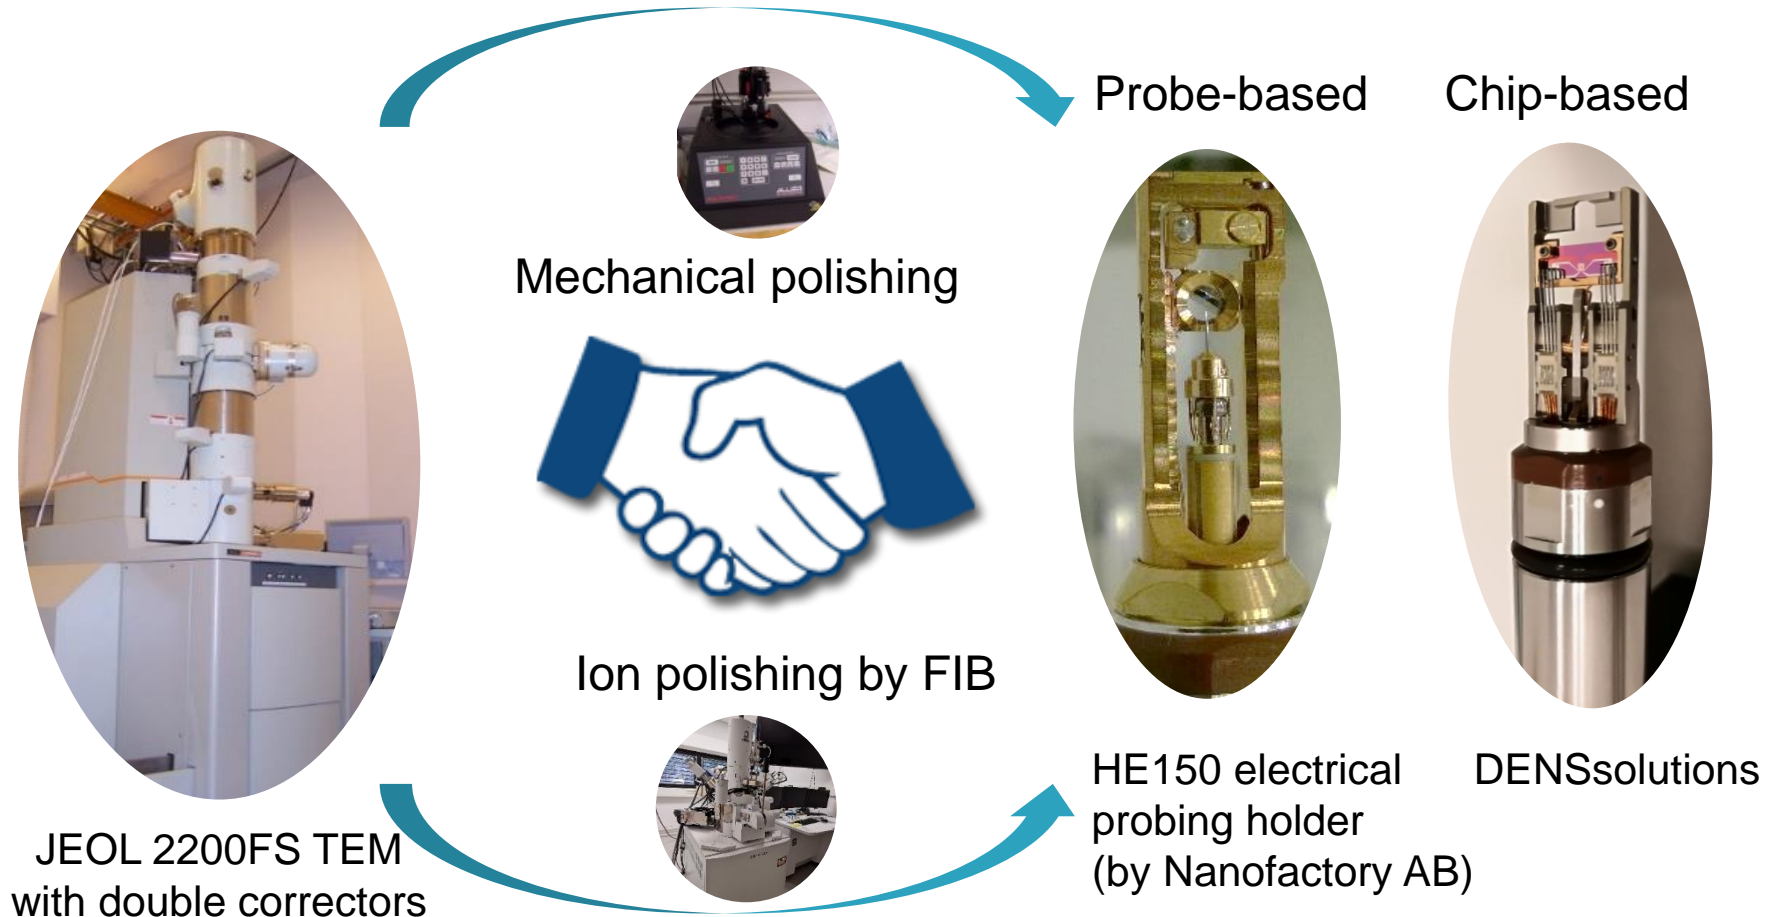 Probe-based
Chip-based
Mechanical polishing
Ion polishing by FIB
HE150 electrical
probing holder
(by Nanofactory AB)
DENSsolutions
JEOL 2200FS TEM
with double correctors